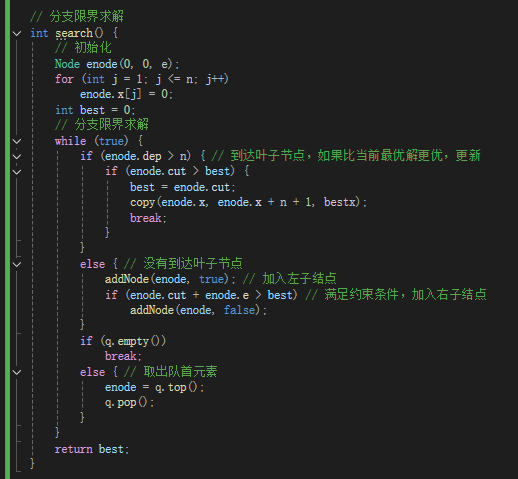 // 分支限界求解
int search() {
// 初始化
Node enode(0, 0, e);
for (int j = 1; j <= n; j++)
enode.x[j] = 0;
int best = 0;
// 分支限界求解
while (true) {
if (enode.dep > n) { // 到达叶子节点，如果比当前最优解更优，更新
if (enode.cut > best) {
best = enode.cut;
copy(enode.x, enode.x + n + 1, bestx);
break;
}
}
else { // 没有到达叶子节点
addNode(enode, true); // 加入左子结点
if (enode.cut + enode.e > best) // 满足约束条件，加入右子结点
addNode(enode, false);
}
if (q.empty())
break;
else { // 取出队首元素
enode = q.top();
q.pop();
}
}
return best;
}